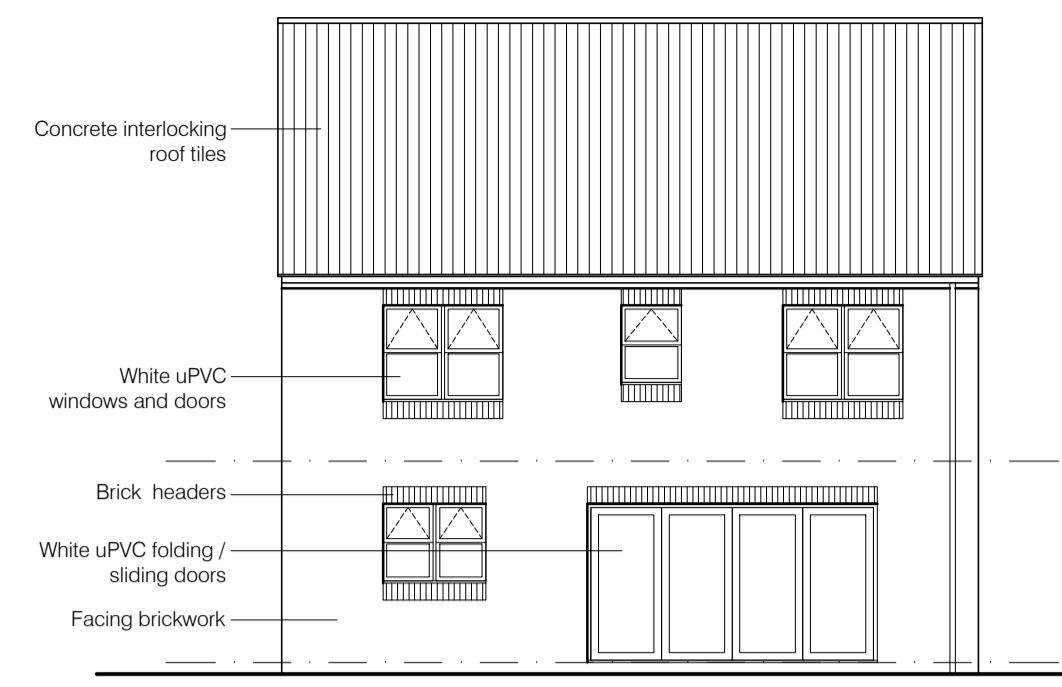 Concrete interlocking
roof tiles
White uPVC
windows and doors
Brick headers
White uPVC folding /
sliding doors
Facing brickwork